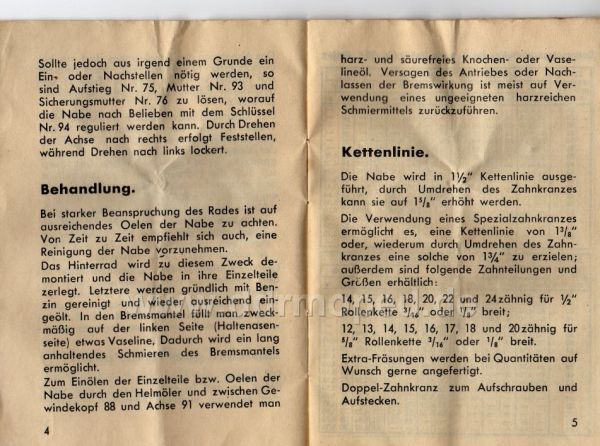 Sollte jedoch aus irgend einem Grunde ein
Ein- oder Nachstellen nötig werden, so
sind Aufstieg Nr. 75, Mutter Nr. 93 und
Sicherungsmutter Nr. 76 zu lösen, worauf
die Nabe nach Belieben mit dem Schlüssel
Nr. 94 reguliert werden kann. Durch Drehen
der Achse nach rechts erfolgt Feststellen,
während Drehen nach links lockert.
Behandlung.
Bei starker Beanspruchung des Rades ist auf
ausreichendes Oelen der Nabe zu achten.
Von Zeit zu Zeit empfiehlt sich auch, eine
Reinigung der Nabe vorzunehmen.
Das Hinterrad wird zu diesem Zweck de-
montiert und die Nabe in ihre Einzelteile
zerlegt. Letztere werden gründlich mit Ben-
zin gereinigt und wieder ausreichend ein-
geölt. In den Bremsmantel füllt man zweck-
mäßig auf der linken Seite (Haltenasen-
seite) etwas Vaseline, Dadurch wird ein lang
anhaltendes Schmieren des Bremsmantels
ermöglicht.
Zum Einölen der Einzelteile bzw. Oelen der
Nabe durch den Helmöler und zwischen Ge-
windekopf 88 und Achse 91 verwendet man
4
harz- und säurefreies Knochen- oder Vase-
lineöl. Versagen des Antriebes oder Nach-
lassen der Bremswirkung ist meist auf Ver-
wendung eines ungeeigneten harzreichen
Schmiermittels zurückzuführen.
Kettenlinie.
Die Nabe wird in 1½" Kettenlinie ausge-
führt, durch Umdrehen des Zahnkranzes
kann sie auf 1⁵/₈" erhöht werden.
Die Verwendung eines Spezialzahnkranzes
ermöglicht es, eine Kettenlinie von 1³/₈"
oder, wiederum durch Umdrehen des Zahn-
kranzes eine solche von 1¾" zu erzielen;
außerdem sind folgende Zahnteilungen und
Größen erhältlich:
14, 15, 16, 18, 20, 22 und 24 zähnig für ½"
Rollenkette ³/₁₆" oder ¹/₈" breit;
12, 13, 14, 15, 16, 17, 18 und 20 zähnig für
⁵/₈" Rollenkette ³/₁₆" oder ¹/₈" breit.
Extra-Fräsungen werden bei Quantitäten auf
Wunsch gerne angefertigt.
Doppel-Zahnkranz zum Aufschrauben und
Aufstecken.
5